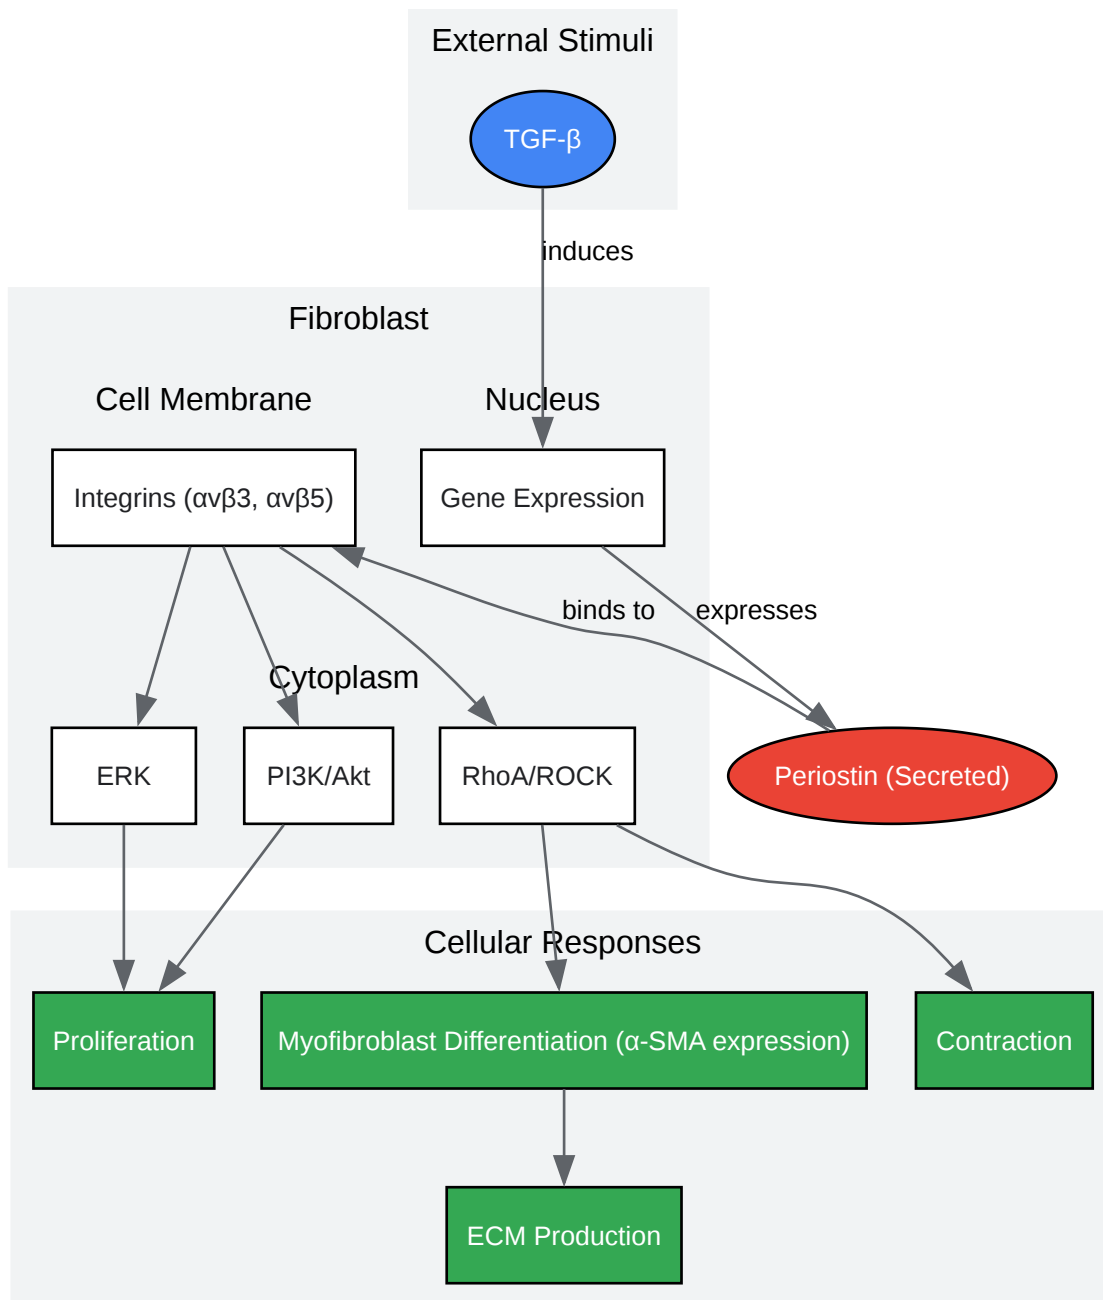 External Stimuli
TGF-β
induces
Fibroblast
Cell Membrane
Nucleus
Integrins (αvβ3, αvβ5)
Gene Expression
binds to
expresses
Cytoplasm
ERK
PI3K/Akt
RhoA/ROCK
Periostin (Secreted)
Cellular Responses
Proliferation
Myofibroblast Differentiation (α-SMA expression)
Contraction
ECM Production